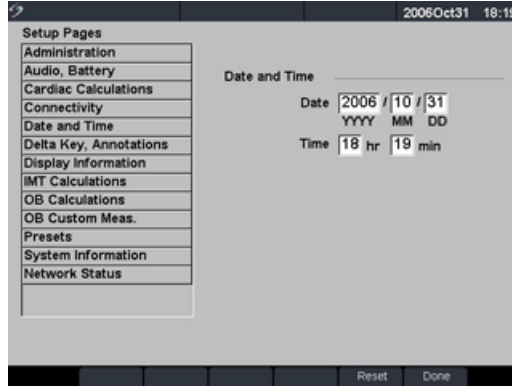 2006Oct31 18:19
Setup Pages
Administration
Audio, Battery
Cardiac Calculations
Connectivity
Date and Time
Delta Key, Annotations
Display Information
IMT Calculations
OB Calculations
OB Custom Meas.
Presets
System Information
Network Status
Date and Time
Date 2006 / 10 / 31
YYYY MM DD
Time 18 hr 19 min
Reset Done